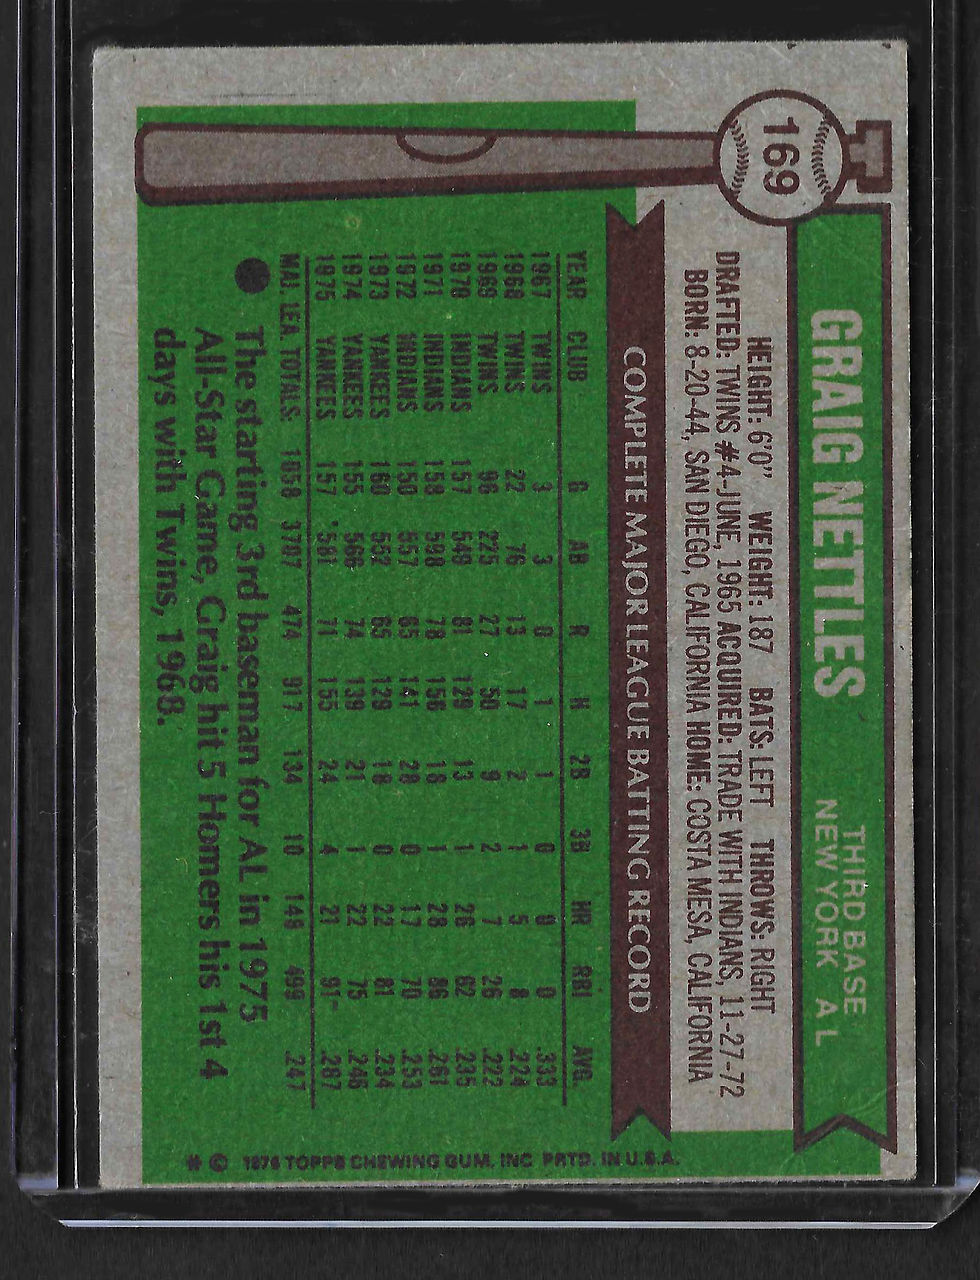 169
GRAIG NETTLES
THIRD BASE
NEW YORK A L
HEIGHT: 6'0" WEIGHT: 187 BATS: LEFT THROWS: RIGHT
DRAFTED: TWINS #4-JUNE, 1965 ACQUIRED: TRADE WITH INDIANS, 11-27-72
BORN: 8-20-44, SAN DIEGO, CALIFORNIA HOME: COSTA MESA, CALIFORNIA
COMPLETE MAJOR LEAGUE BATTING RECORD
YEAR CLUB G AB R H 2B 3B HR RBI AVG.
1967 TWINS 3 3 0 1 1 0 0 0 .333
1968 TWINS 22 76 13 17 2 1 5 8 .224
1969 TWINS 96 225 27 50 9 2 7 26 .222
1970 INDIANS 157 549 81 129 13 1 26 62 .235
1971 INDIANS 158 598 78 156 18 1 28 86 .261
1972 INDIANS 150 557 65 141 28 0 17 70 .253
1973 YANKEES 160 552 65 129 18 0 22 81 .234
1974 YANKEES 155 566 74 139 21 1 22 75 .246
1975 YANKEES 157 581 71 155 24 4 21 91 .287
MAJ. LEA. TOTALS 1058 3707 474 917 134 10 148 499 .247
The starting 3rd baseman for AL in 1975
All-Star Game, Graig hit 5 Homers his 1st 4
days with Twins, 1968.
* © 1976 TOPPS CHEWING GUM, INC PRTD. IN U.S.A.